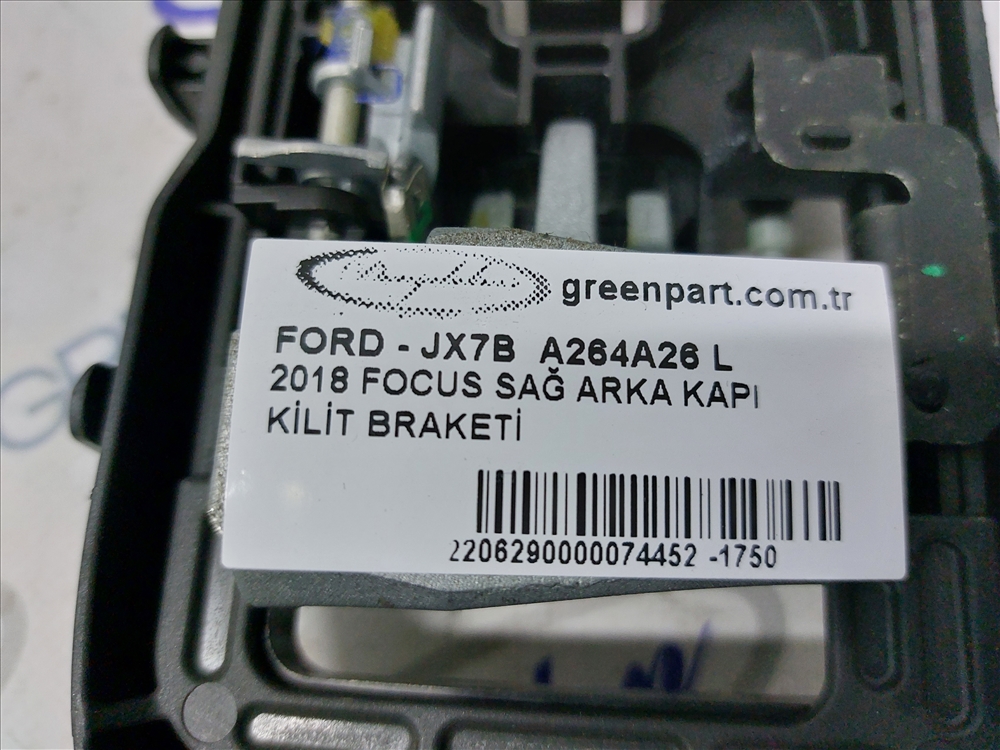 greenpart.com.tr
FORD - JX7B A264A26 L
2018 FOCUS SAĞ ARKA KAPI
KİLİT BRAKETİ
2206290000074452 -1750